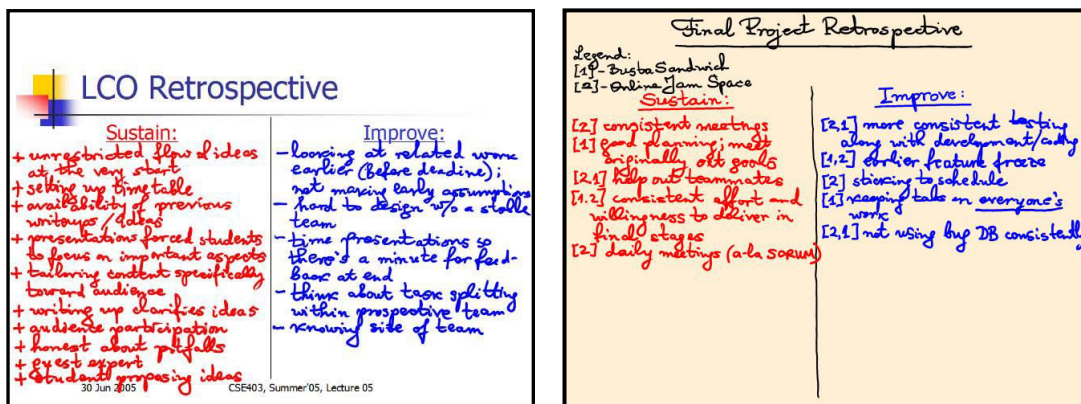 LCO Retrospective
Sustain:
+ unrestricted flow of ideas
at the very start
+ setting up timetable
+ availability of previous
writeups / ideas
+ presentation forced students
to focus on important aspects
+ tailoring content specifically
toward audience
+ writing up clarifies ideas
+ audience participation
+ honest about pitfalls
+ guest expert
+ student proposing ideas
Improve:
- looking at related work
earlier (before deadine);
not making early assumptions
- hard to design w/o a stable
team
- time presentations so
there's a minute for feed-
back at end
- think about task splitting
within prospective team
- knowing size of team
30 Jun 2005
CSE403, Summer'05, Lecture 05
Final Project Retrospective
Legend:
[1] - BustaSandwich
[2] - Online Jam Space
Sustain:
[2] consistent meetings
[1] good planning; meet
originally out goals
[2,1] help out teammates
[1,2] consistent effort and
willingness to deliver in
final stages
[2] daily meetings (a-la SCRUM)
Improve:
[2,1] more consistent testing
along with development/coding
[1,2] earlier feature freeze
[2] sticking to schedule
[1] keeping tabs on everyone's
work
[2,1] not using bug DB consistently